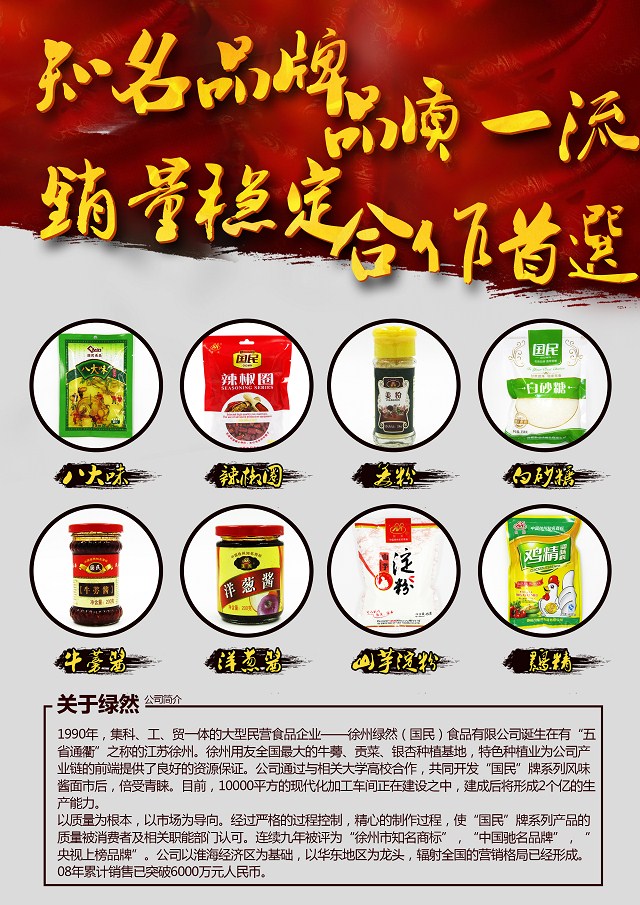 知名品牌
品质一流
销量稳定
合作首選
八大味
国民
辣椒圈
SEASONING SERIES
姜粉
国民
白砂糖
八大味
辣椒圈
姜粉
白砂糖
国民
牛蒡酱
洋葱酱
淀粉
鸡精
牛蒡酱
洋葱酱
山芋淀粉
鷄精
关于绿然 公司简介
1990年，集科、工、贸一体的大型民营食品企业——徐州绿然（国民）食品有限公司诞生在有“五
省通衢”之称的江苏徐州。徐州用友全国最大的牛蒡、贡菜、银杏种植基地，特色种植业为公司产
业链的前端提供了良好的资源保证。公司通过与相关大学高校合作，共同开发“国民”牌系列风味
酱面市后，倍受青睐。目前，10000平方的现代化加工车间正在建设之中，建成后将形成2个亿的生
产能力。
以质量为根本，以市场为导向。经过严格的过程控制，精心的制作过程，使“国民”牌系列产品的
质量被消费者及相关职能部门认可。连续九年被评为“徐州市知名商标”，“中国驰名品牌”，“
央视上榜品牌”。公司以淮海经济区为基础，以华东地区为龙头，辐射全国的营销格局已经形成。
08年累计销售已突破6000万元人民币。